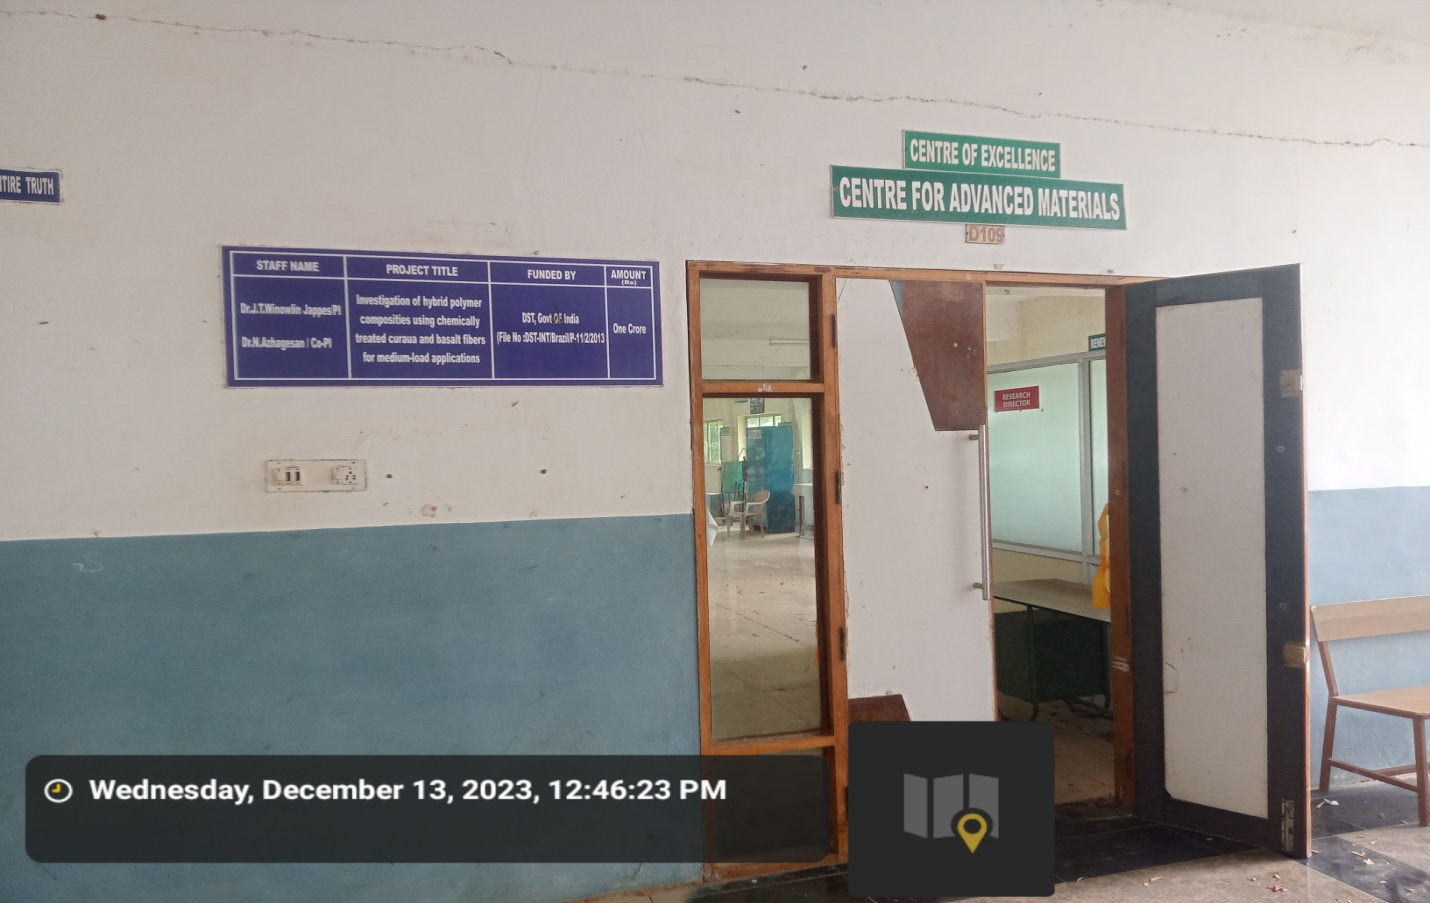 TIRE TRUTH
CENTRE OF EXCELLENCE
CENTRE FOR ADVANCED MATERIALS
D109
STAFF NAME
PROJECT TITLE
FUNDED BY
AMOUNT
(Rs)
Dr.J.T.Winowlin Jappes/PI
Dr.N.Azhagesan / Co-PI
Investigation of hybrid polymer
composities using chemically
treated curaua and basalt fibers
for medium-load applications
DST, Govt OF India
(File No :DST-INT/Brazil/P-11/2/2013
One Crore
RESEARCH
DIRECTOR
Wednesday, December 13, 2023, 12:46:23 PM